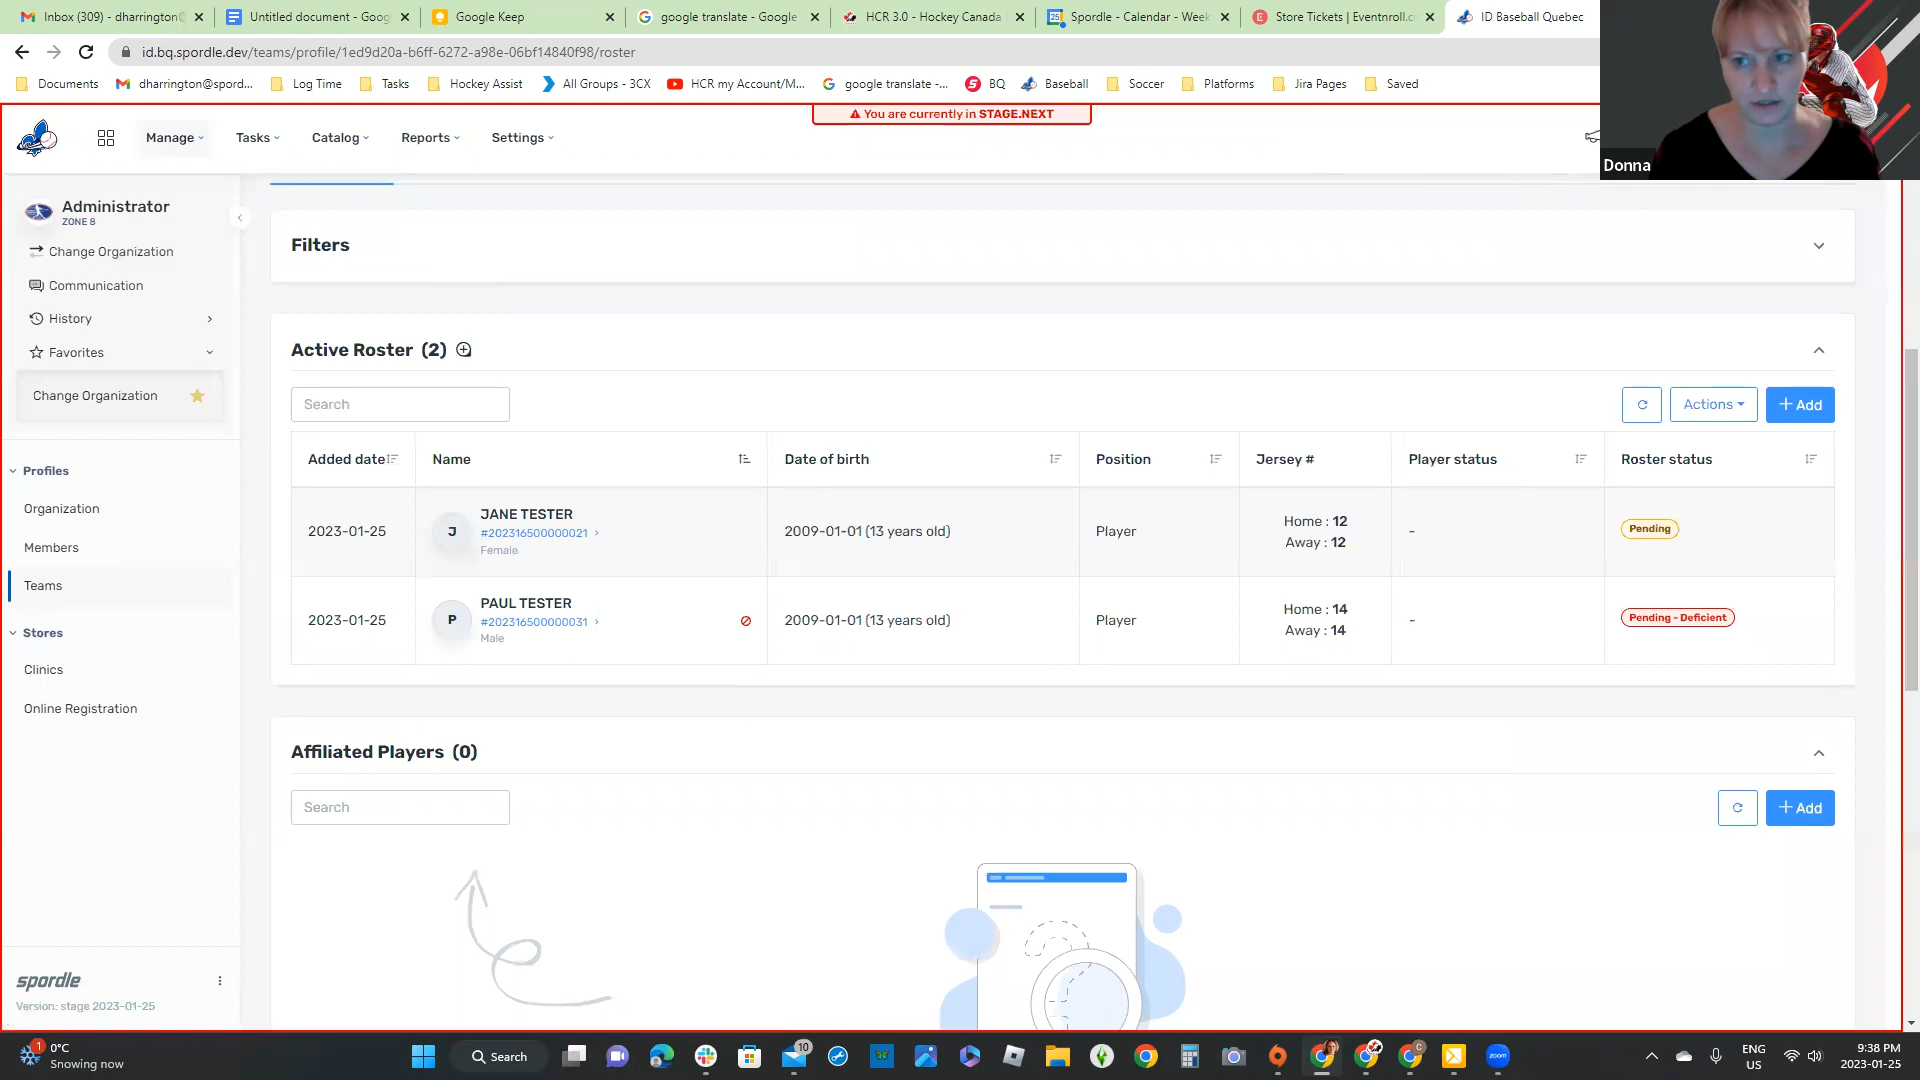 Inbox (309) - dharrington@
Untitled document - Goog
Google Keep
google translate - Google
HCR 3.0 - Hockey Canada
Spordle - Calendar - Week
Store Tickets | Eventnroll.c
ID Baseball Quebec
id.bq.spordle.dev/teams/profile/1ed9d20a-b6ff-6272-a98e-06bf14840f98/roster
Documents
dharrington@spord...
Log Time
Tasks
Hockey Assist
All Groups - 3CX
HCR my Account/M...
google translate -...
BQ
Baseball
Soccer
Platforms
Jira Pages
Saved
You are currently in STAGE.NEXT
Manage
Tasks
Catalog
Reports
Settings
Donna
Administrator
ZONE 8
Change Organization
Communication
History
Favorites
Change Organization
Profiles
Organization
Members
Teams
Stores
Clinics
Online Registration
spordle
Version: stage 2023-01-25
Filters
Active Roster (2)
Search
Actions
+ Add
Added date
Name
Date of birth
Position
Jersey #
Player status
Roster status
2023-01-25
J
JANE TESTER
#202316500000021 >
Female
2009-01-01 (13 years old)
Player
Home : 12
Away : 12
-
Pending
2023-01-25
P
PAUL TESTER
#202316500000031 >
Male
2009-01-01 (13 years old)
Player
Home : 14
Away : 14
-
Pending - Deficient
Affiliated Players (0)
Search
+ Add
1
0°C
Snowing now
Search
10
zoom
ENG
US
9:38 PM
2023-01-25